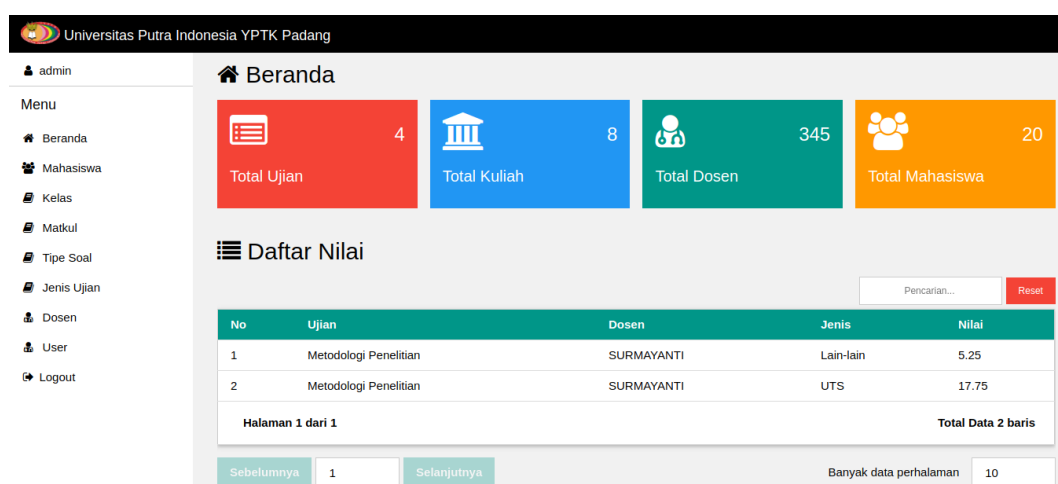 Universitas Putra Indonesia YPTK Padang
admin
Menu
Beranda
Mahasiswa
Kelas
Matkul
Tipe Soal
Jenis Ujian
Dosen
User
Logout
Beranda
4
Total Ujian
8
Total Kuliah
345
Total Dosen
20
Total Mahasiswa
Daftar Nilai
Pencarian... Reset
No Ujian Dosen Jenis Nilai
1 Metodologi Penelitian SURMAYANTI Lain-lain 5.25
2 Metodologi Penelitian SURMAYANTI UTS 17.75
Halaman 1 dari 1 Total Data 2 baris
Sebelumnya 1 Selanjutnya Banyak data perhalaman 10